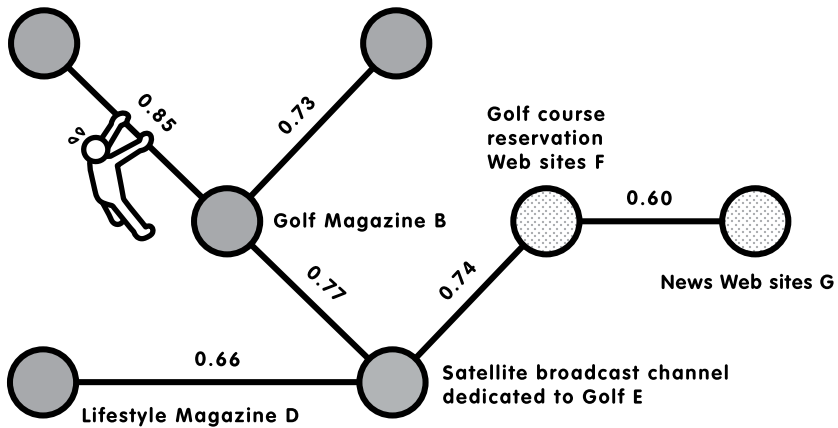 0.85
0.73
Golf course
reservation
Web sites F
0.60
Golf Magazine B
News Web sites G
0.77
0.74
0.66
Satellite broadcast channel
dedicated to Golf E
Lifestyle Magazine D